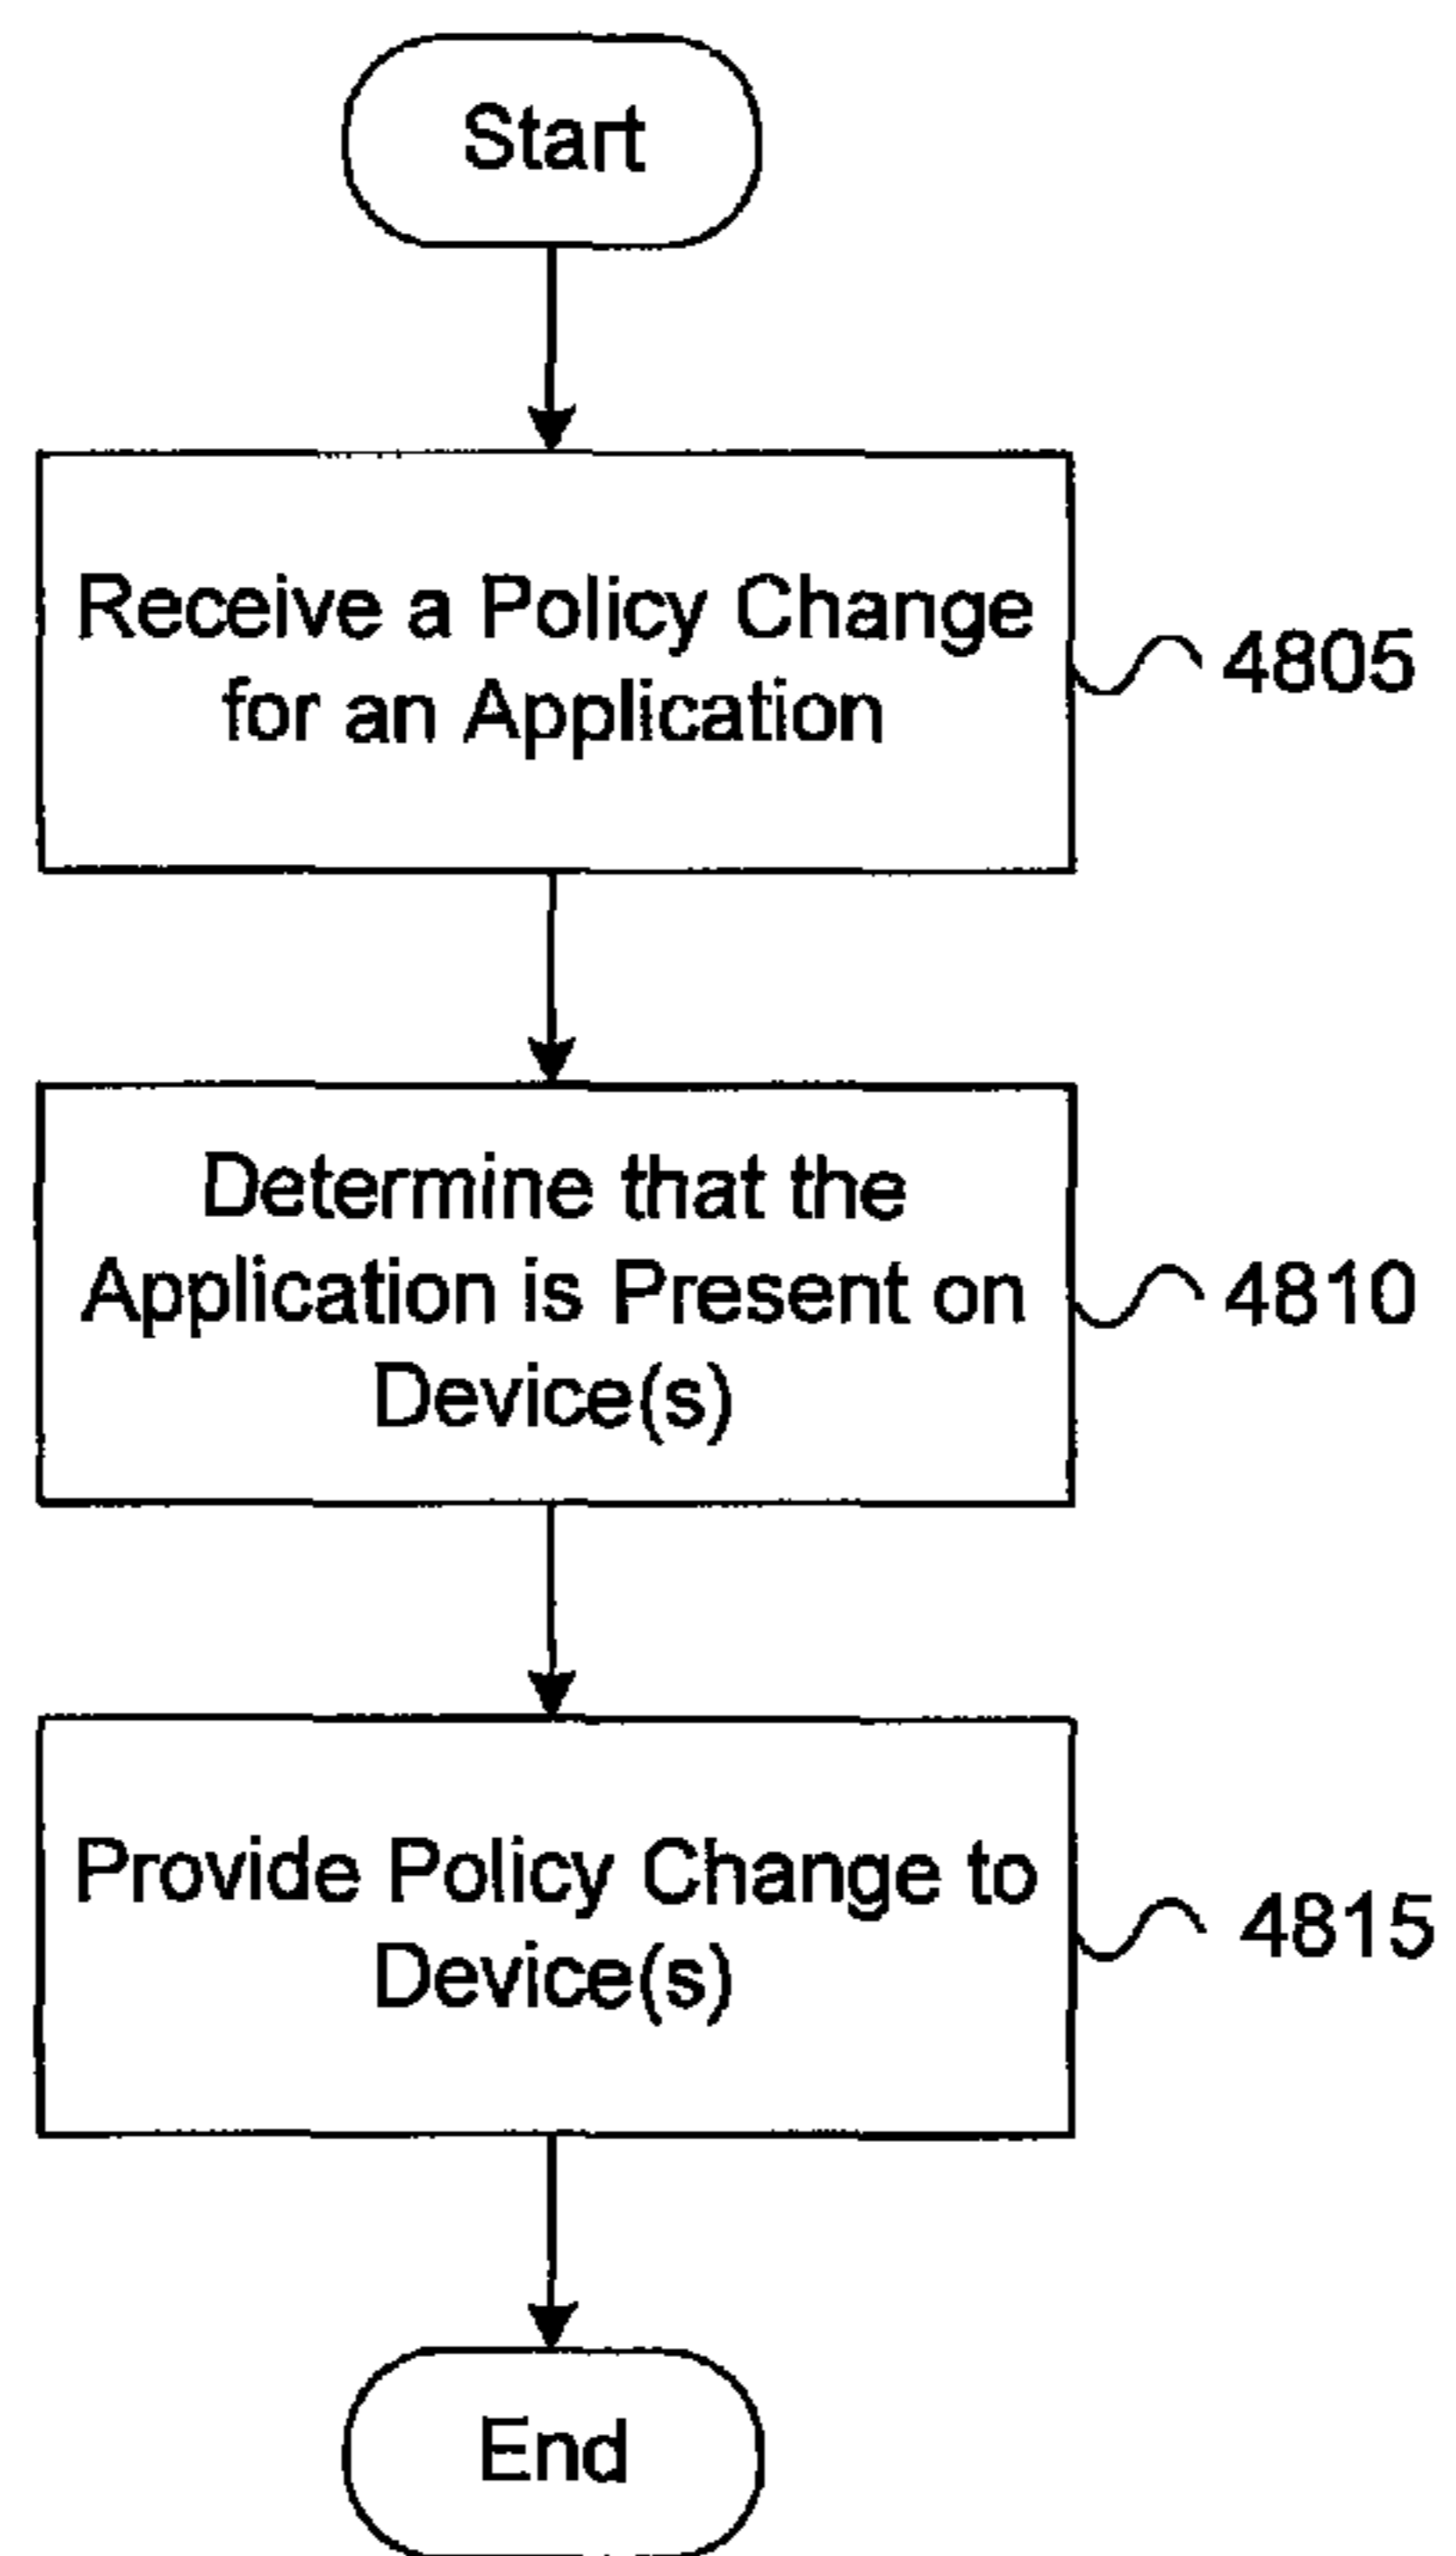 Start
Receive a Policy Change
for an Application
4805
Determine that the
Application is Present on
Device(s)
4810
Provide Policy Change to
Device(s)
4815
End